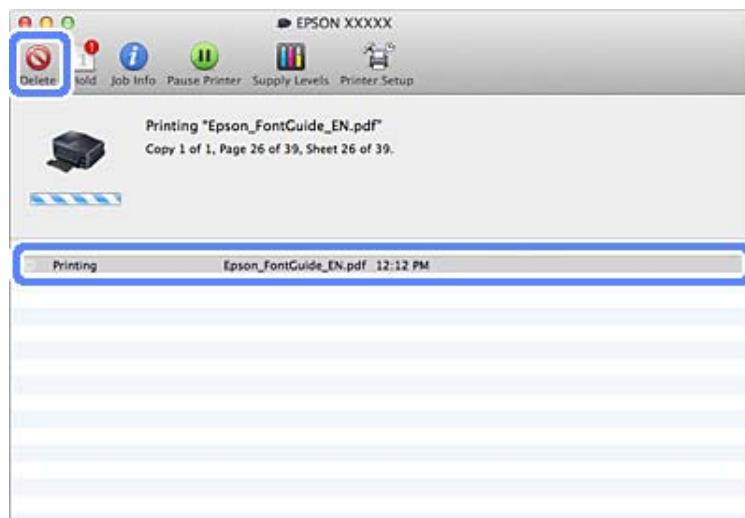 EPSON XXXXX
Delete Hold Job Info Pause Printer Supply Levels Printer Setup
Printing "Epson_FontGuide_EN.pdf"
Copy 1 of 1, Page 26 of 39, Sheet 26 of 39.
Printing Epson_FontGuide_EN.pdf 12:12 PM